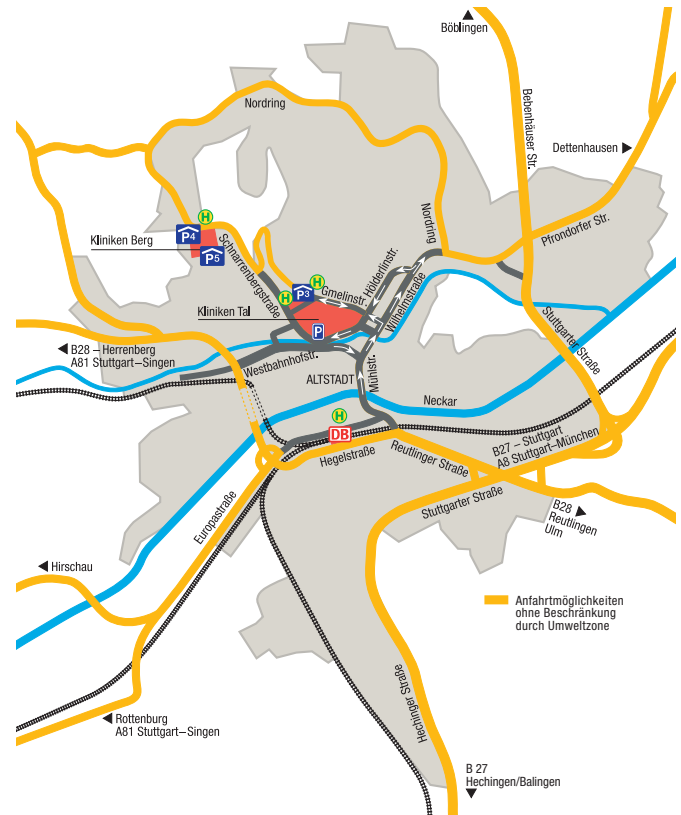 Böblingen
Nordring
Bebenhäuser Str.
Dettenhausen
Pfrondorfer Str.
H
P4
Kliniken Berg
P5
Schnarrenbergstraße
Nordring
H
H
P3
Gmelinstr.
Hölderlinstr.
Wilhelmstraße
Kliniken Tal
P
Stuttgarter Straße
B28 – Herrenberg
A81 Stuttgart–Singen
Westbahnhofstr.
ALTSTADT
Mühlstr.
Neckar
H
DB
Hegelstraße
Reutlinger Straße
B27 – Stuttgart
A8 Stuttgart–München
Stuttgarter Straße
B28
Reutlingen
Ulm
Europastraße
Hirschau
Anfahrtmöglichkeiten
ohne Beschränkung
durch Umweltzone
Hechinger Straße
Rottenburg
A81 Stuttgart–Singen
B 27
Hechingen/Balingen